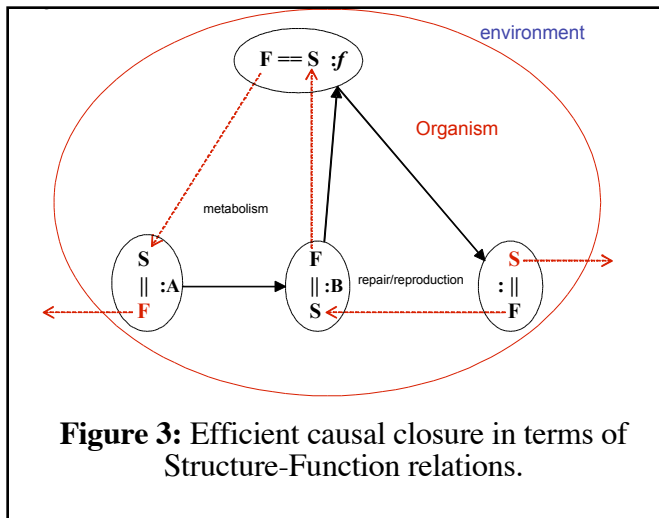 environment
F == S :f
Organism
metabolism
S
|| :A
F
F
|| :B
S
repair/reproduction
S
: ||
F
Figure 3: Efficient causal closure in terms of
Structure-Function relations.